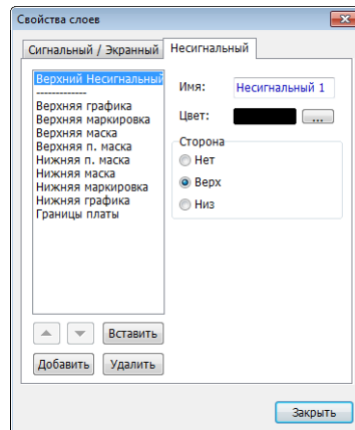 Свойства слоев
Сигнальный / Экранный
Несигнальный
Верхний Несигнальный
------------
Верхняя графика
Верхняя маркировка
Верхняя маска
Верхняя п. маска
Нижняя п. маска
Нижняя маска
Нижняя маркировка
Нижняя графика
Границы платы
Имя:
Несигнальный 1
Цвет:
...
Сторона
Нет
Верх
Низ
Вставить
Добавить
Удалить
Закрыть